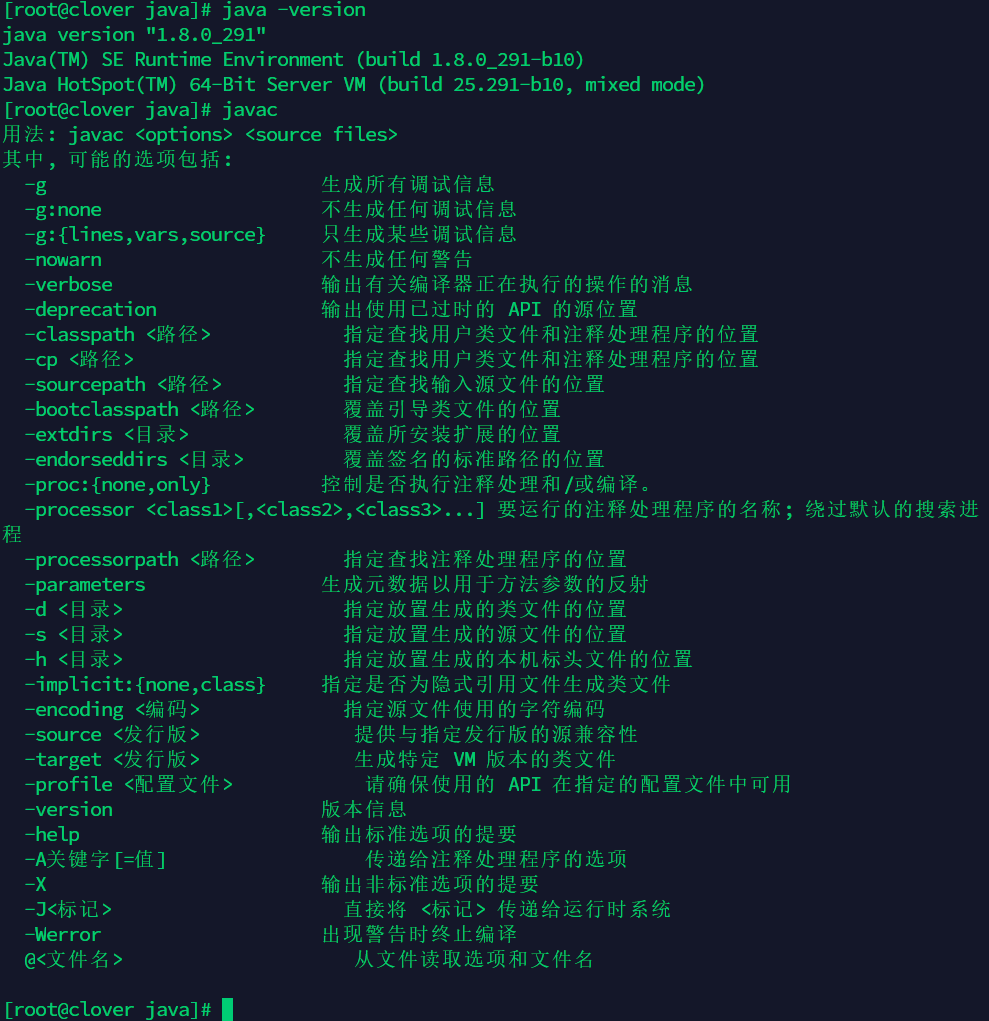 [root@clover java]# java -version
java version "1.8.0_291"
Java(TM) SE Runtime Environment (build 1.8.0_291-b10)
Java HotSpot(TM) 64-Bit Server VM (build 25.291-b10, mixed mode)
[root@clover java]# javac
用法: javac <options> <source files>
其中, 可能的选项包括:
  -g                         生成所有调试信息
  -g:none                    不生成任何调试信息
  -g:{lines,vars,source}     只生成某些调试信息
  -nowarn                    不生成任何警告
  -verbose                   输出有关编译器正在执行的操作的消息
  -deprecation               输出使用已过时的 API 的源位置
  -classpath <路径>            指定查找用户类文件和注释处理程序的位置
  -cp <路径>                   指定查找用户类文件和注释处理程序的位置
  -sourcepath <路径>           指定查找输入源文件的位置
  -bootclasspath <路径>        覆盖引导类文件的位置
  -extdirs <目录>              覆盖所安装扩展的位置
  -endorseddirs <目录>         覆盖签名的标准路径的位置
  -proc:{none,only}          控制是否执行注释处理和/或编译。
  -processor <class1>[,<class2>,<class3>...] 要运行的注释处理程序的名称; 绕过默认的搜索进
程
  -processorpath <路径>        指定查找注释处理程序的位置
  -parameters                生成元数据以用于方法参数的反射
  -d <目录>                    指定放置生成的类文件的位置
  -s <目录>                    指定放置生成的源文件的位置
  -h <目录>                    指定放置生成的本机标头文件的位置
  -implicit:{none,class}     指定是否为隐式引用文件生成类文件
  -encoding <编码>             指定源文件使用的字符编码
  -source <发行版>              提供与指定发行版的源兼容性
  -target <发行版>              生成特定 VM 版本的类文件
  -profile <配置文件>            请确保使用的 API 在指定的配置文件中可用
  -version                   版本信息
  -help                      输出标准选项的提要
  -A关键字[=值]                  传递给注释处理程序的选项
  -X                         输出非标准选项的提要
  -J<标记>                     直接将 <标记> 传递给运行时系统
  -Werror                    出现警告时终止编译
  @<文件名>                     从文件读取选项和文件名
[root@clover java]#